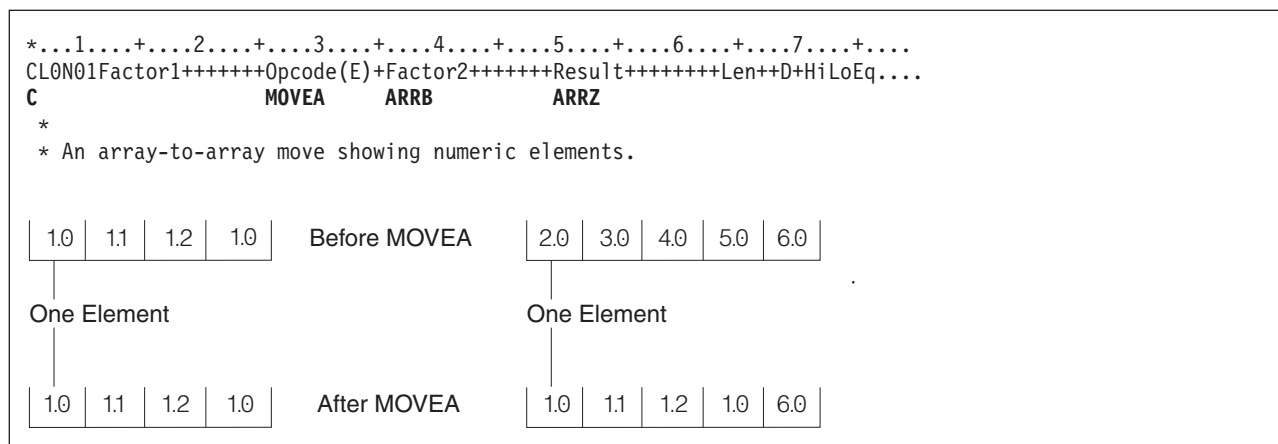 *...1....+....2....+....3....+....4....+....5....+....6....+....7....+....
CL0N01Factor1+++++++Opcode(E)+Factor2+++++++Result++++++++Len++D+HiLoEq....
C                   MOVEA     ARRB          ARRZ
 *
 * An array-to-array move showing numeric elements.
1.0 1.1 1.2 1.0 Before MOVEA 2.0 3.0 4.0 5.0 6.0
One Element One Element
1.0 1.1 1.2 1.0 After MOVEA 1.0 1.1 1.2 1.0 6.0